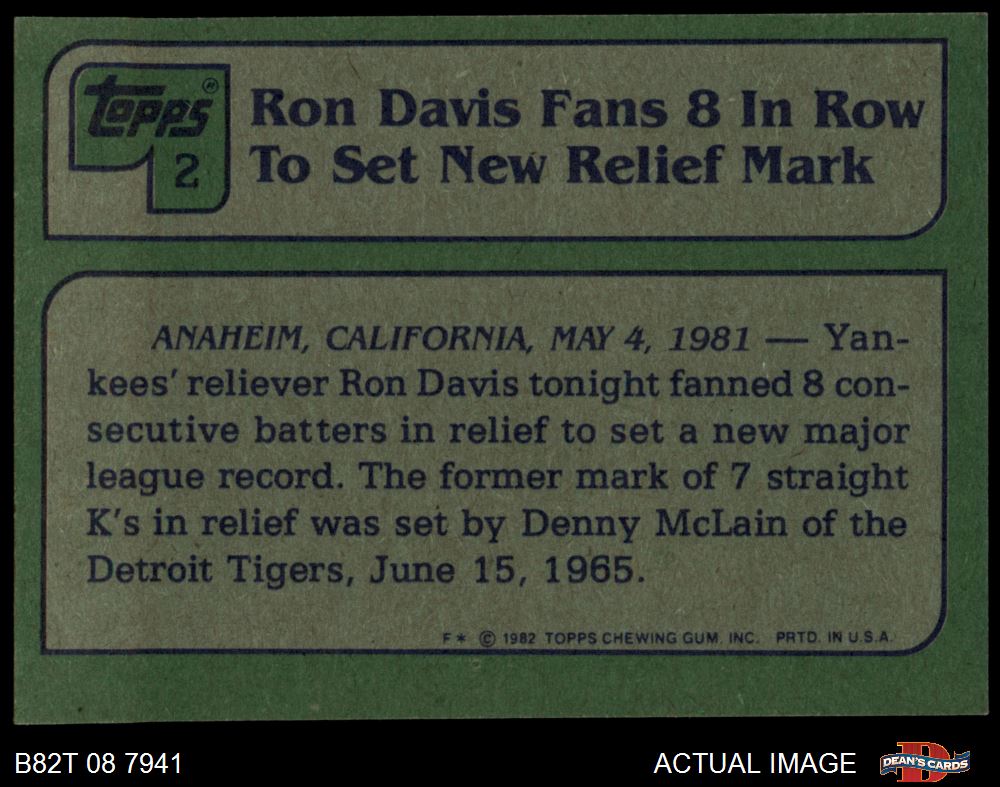 topps®
2
Ron Davis Fans 8 In Row
To Set New Relief Mark
ANAHEIM, CALIFORNIA, MAY 4, 1981 — Yan-
kees' reliever Ron Davis tonight fanned 8 con-
secutive batters in relief to set a new major
league record. The former mark of 7 straight
K's in relief was set by Denny McLain of the
Detroit Tigers, June 15, 1965.
F* © 1982 TOPPS CHEWING GUM, INC. PRTD. IN U.S.A.
B82T 08 7941
ACTUAL IMAGE
D
DEAN'S CARDS